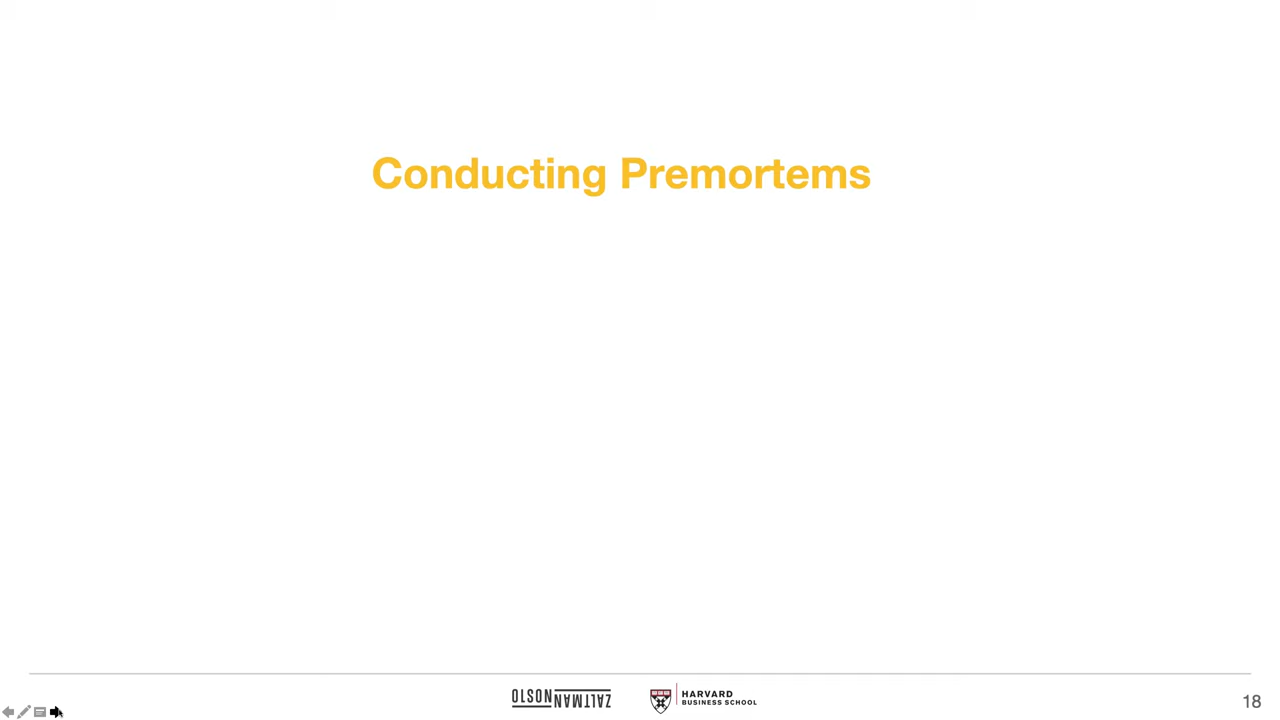 Conducting Premortems
OLSON ZALTMAN
HARVARD
BUSINESS SCHOOL
18